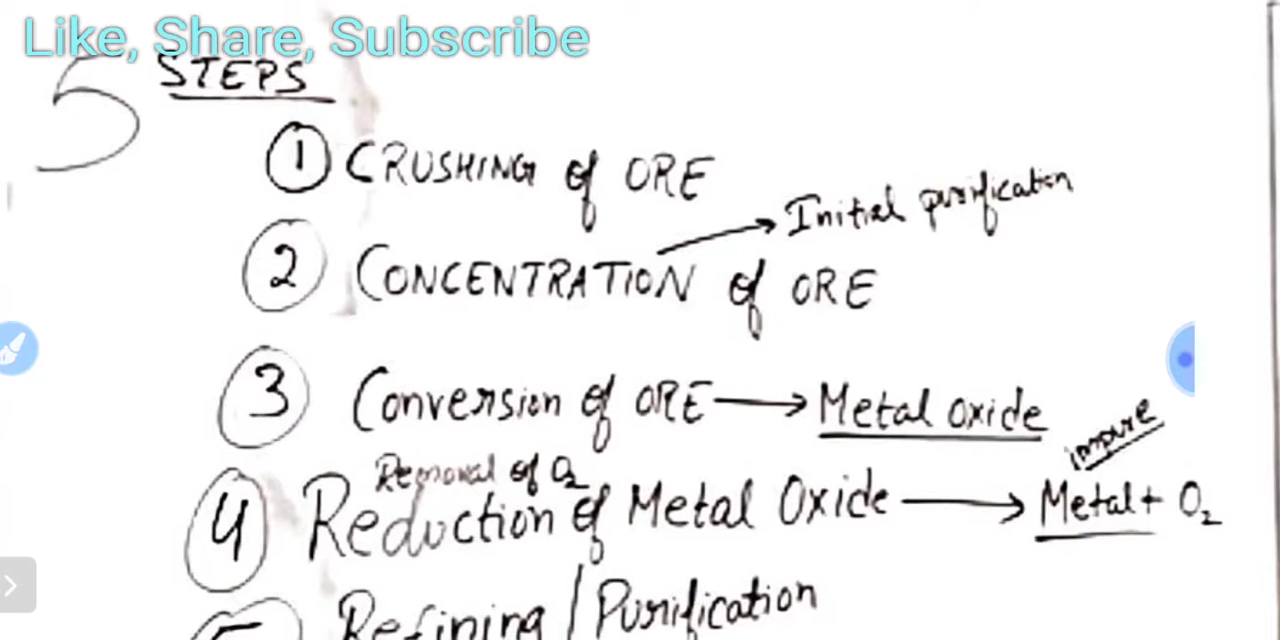 Like, Share, Subscribe
5 STEPS
① CRUSHING of ORE
② CONCENTRATION of ORE → Initial purification
③ Conversion of ORE → Metal oxide
Removal of O₂
④ Reduction of Metal Oxide → impure Metal + O₂
⑤ Refining / Purification